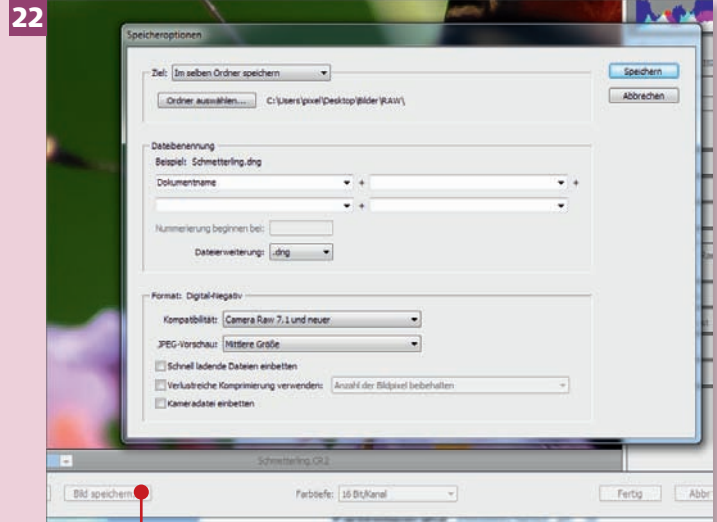 22
Speicheroptionen
Ziel: Im selben Ordner speichern
Speichern
Ordner auswählen... C:\Users\pixel\Desktop\Bilder\RAW\
Abbrechen
Dateibenennung
Beispiel: Schmetterling.dng
Dokumentname + +
+
Nummerierung beginnen bei:
Dateierweiterung: .dng
Format: Digital-Negativ
Kompatibilität: Camera Raw 7.1 und neuer
JPEG-Vorschau: Mittlere Größe
Schnell ladende Dateien einbetten
Verlustreiche Komprimierung verwenden: Anzahl der Bildpixel beibehalten
Kameradatei einbetten
Schmetterling.CR2
Bild speichern Farbtiefe: 16 Bit/Kanal Fertig Abbr